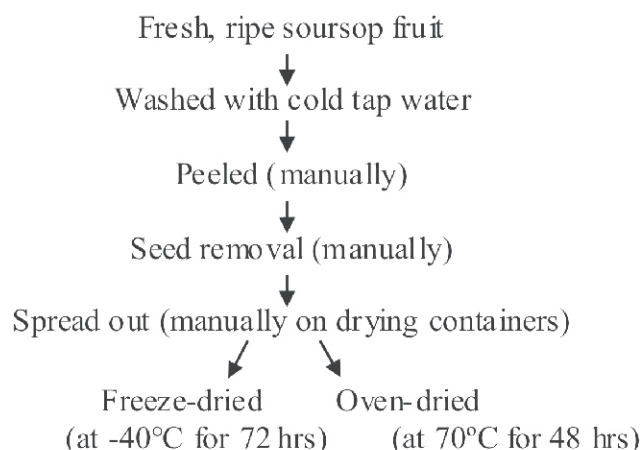 Fresh, ripe soursop fruit
Washed with cold tap water
Peeled (manually)
Seed removal (manually)
Spread out (manually on drying containers)
Freeze-dried Oven-dried
(at -40°C for 72 hrs) (at 70°C for 48 hrs)